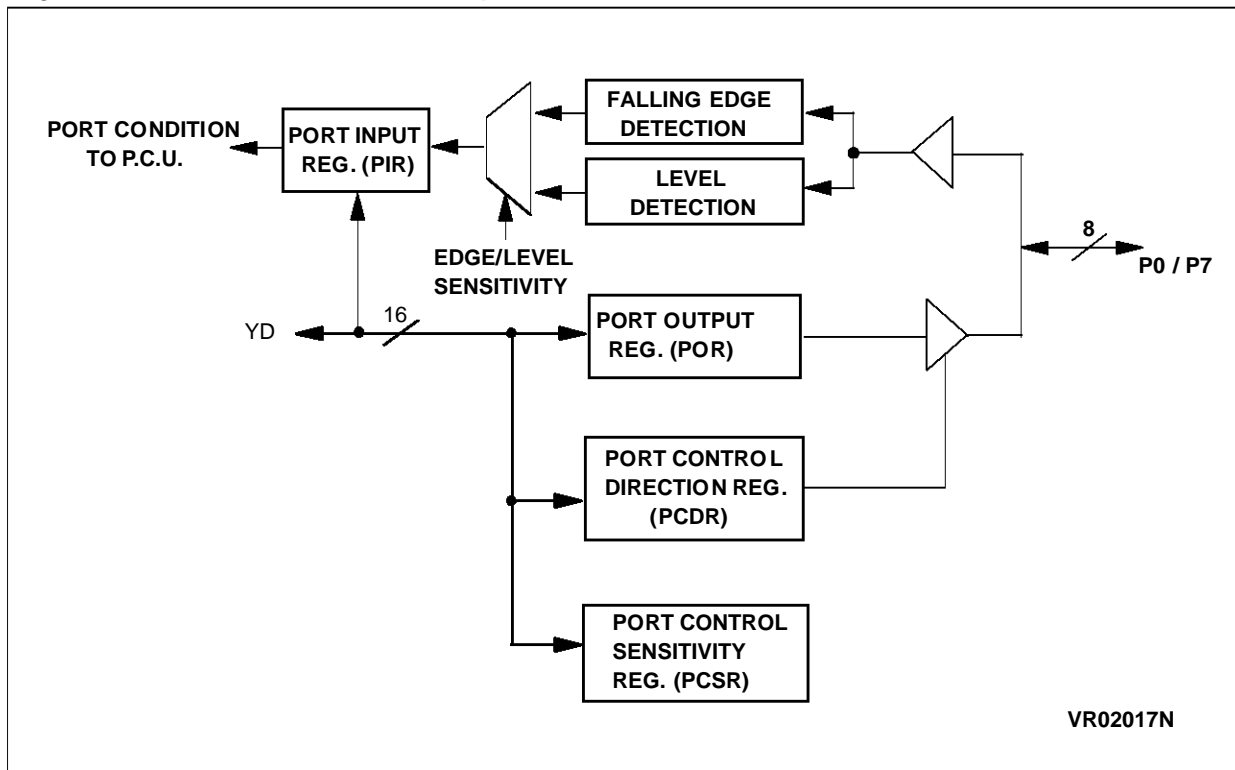 FALLING EDGE
DETECTION
PORT CONDITION
TO P.C.U.
PORT INPUT
REG. (PIR)
LEVEL
DETECTION
EDGE/LEVEL
SENSITIVITY
8
P0 / P7
YD
16
PORT OUTPUT
REG. (POR)
PORT CONTROL
DIRECTION REG.
(PCDR)
PORT CONTROL
SENSITIVITY
REG. (PCSR)
VR02017N